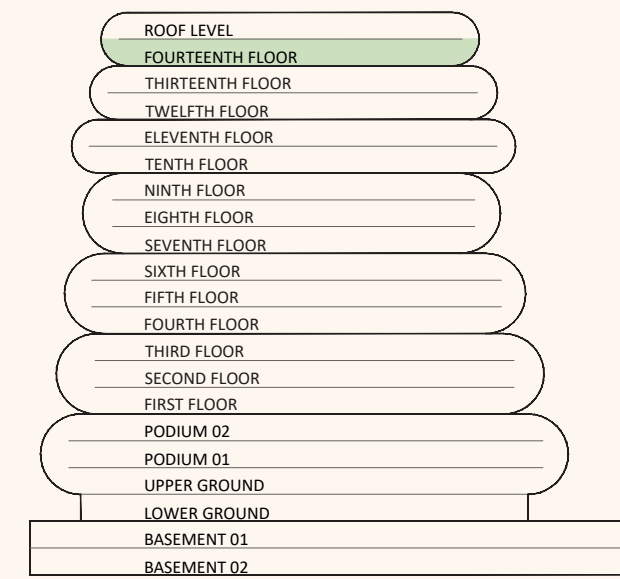 ROOF LEVEL
FOURTEENTH FLOOR
THIRTEENTH FLOOR
TWELFTH FLOOR
ELEVENTH FLOOR
TENTH FLOOR
NINTH FLOOR
EIGHTH FLOOR
SEVENTH FLOOR
SIXTH FLOOR
FIFTH FLOOR
FOURTH FLOOR
THIRD FLOOR
SECOND FLOOR
FIRST FLOOR
PODIUM 02
PODIUM 01
UPPER GROUND
LOWER GROUND
BASEMENT 01
BASEMENT 02